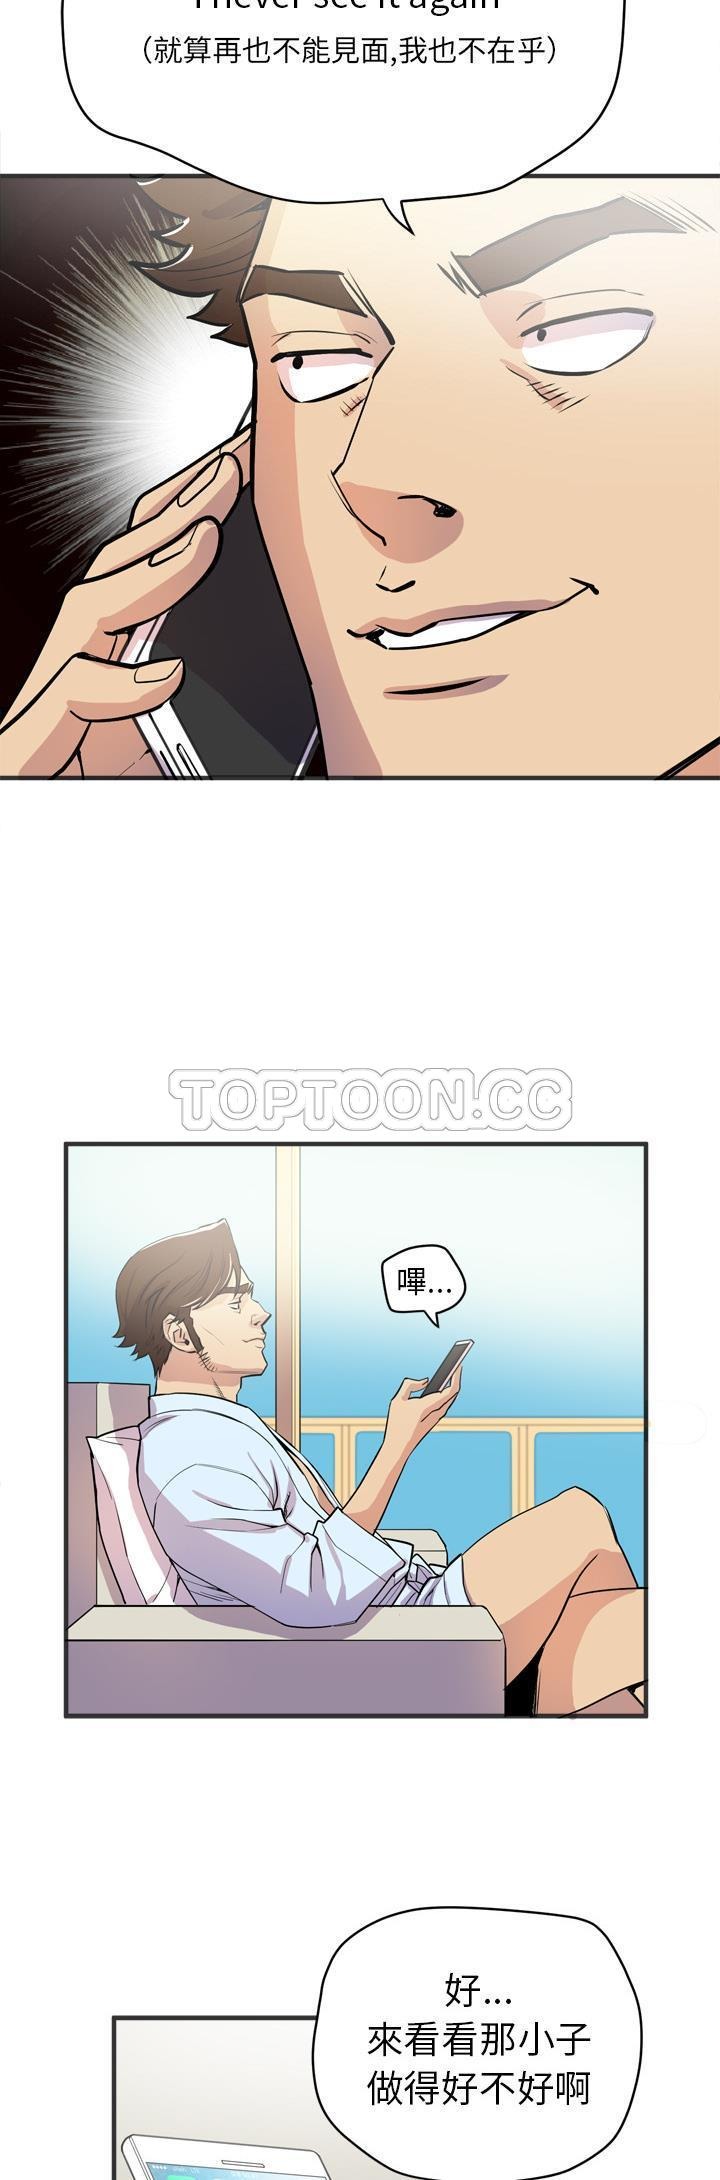 I never see it again
(就算再也不能見面,我也不在乎)
TOPTOON.CC
嗶...
好...
來看看那小子
做得好不好啊